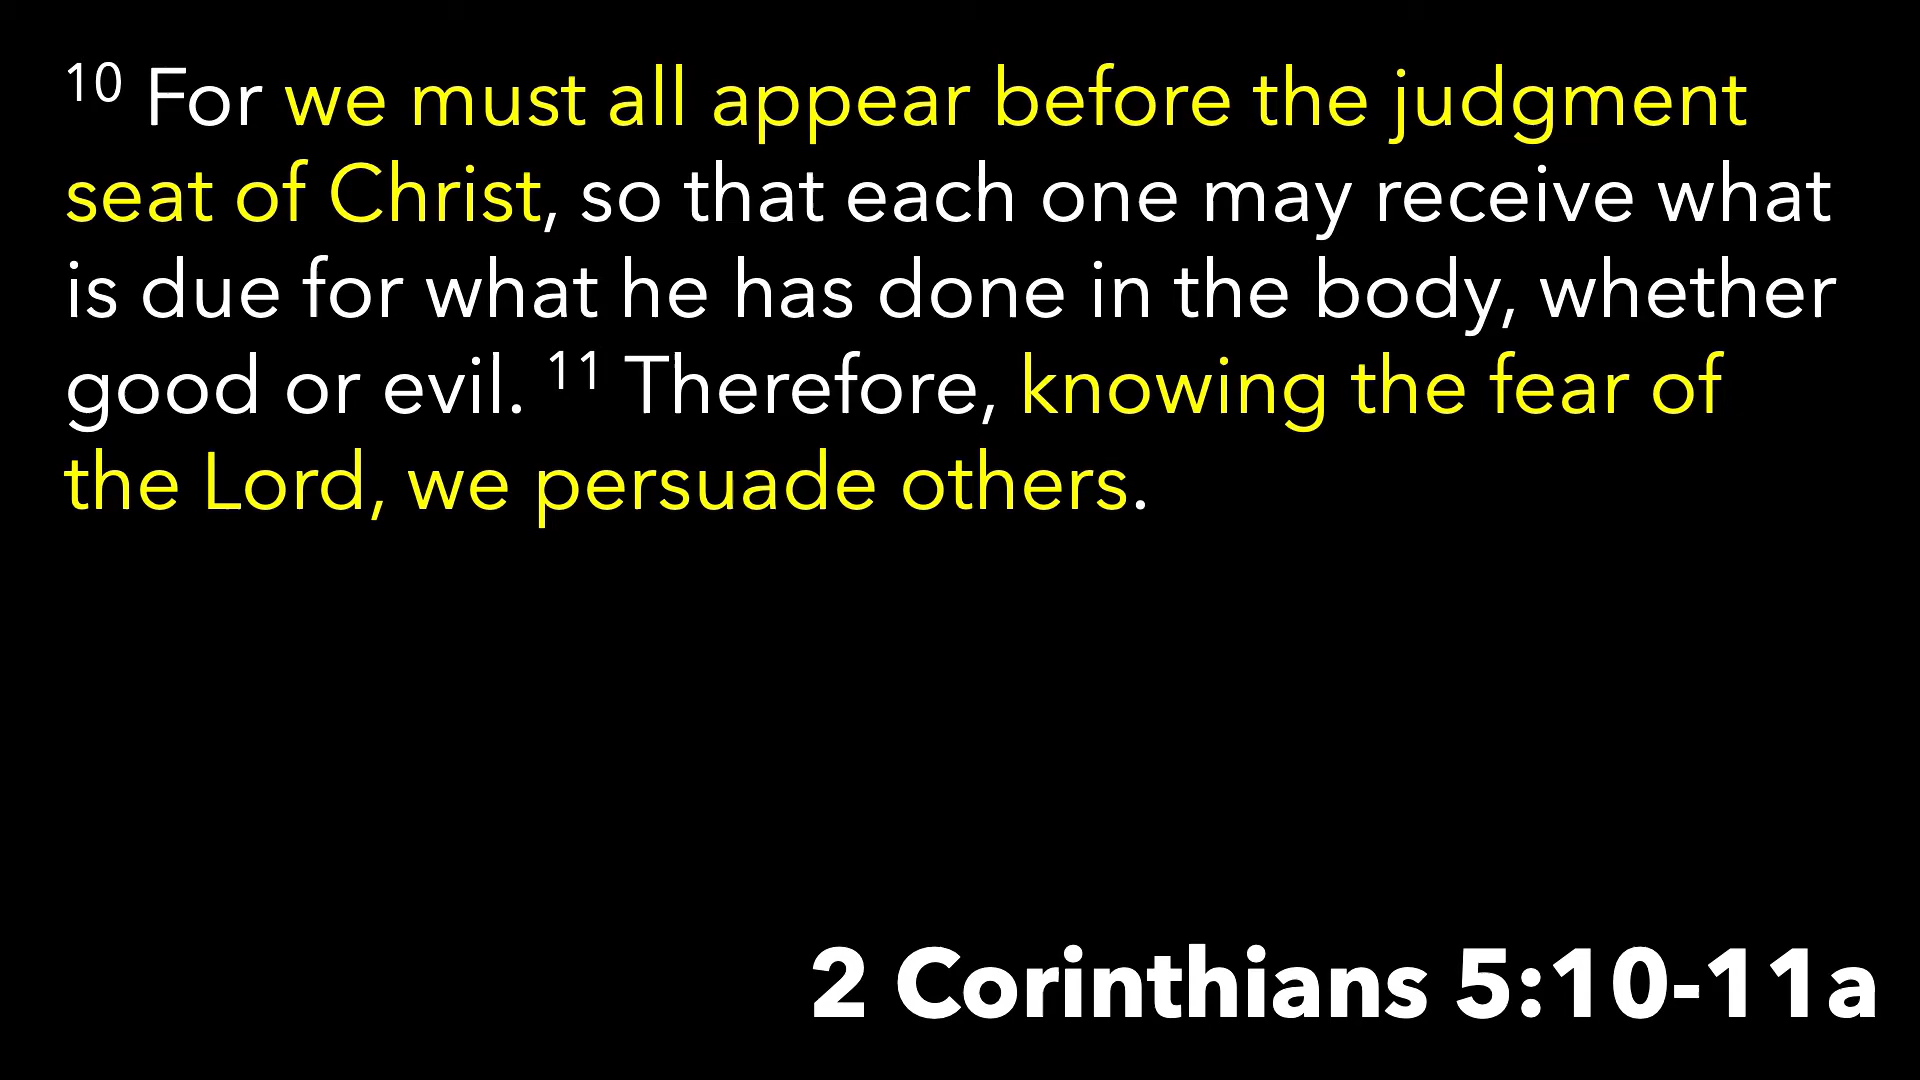 10 For we must all appear before the judgment
seat of Christ, so that each one may receive what
is due for what he has done in the body, whether
good or evil. 11 Therefore, knowing the fear of
the Lord, we persuade others.
2 Corinthians 5:10-11a